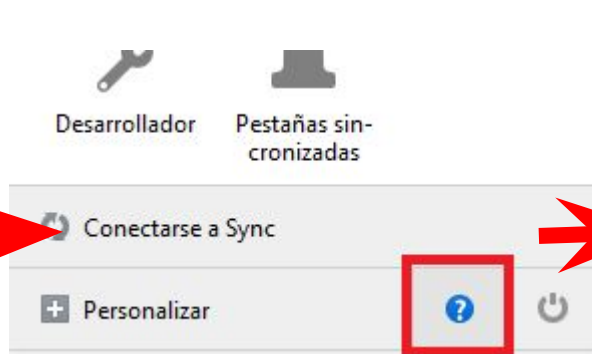 Desarrollador
Pestañas sin-
cronizadas
Conectarse a Sync
Personalizar
?